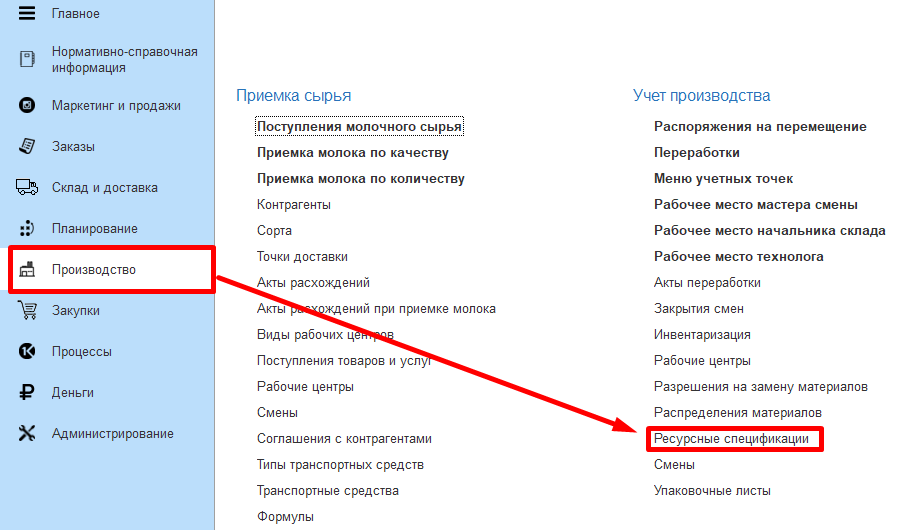 Главное
Нормативно-справочная
информация
Маркетинг и продажи
Заказы
Склад и доставка
Планирование
Производство
Закупки
Процессы
Деньги
Администрирование
Приемка сырья
Поступления молочного сырья
Приемка молока по качеству
Приемка молока по количеству
Контрагенты
Сорта
Точки доставки
Акты расхождений
Акты расхождений при приемке молока
Виды рабочих центров
Поступления товаров и услуг
Рабочие центры
Смены
Соглашения с контрагентами
Типы транспортных средств
Транспортные средства
Формулы
Учет производства
Распоряжения на перемещение
Переработки
Меню учетных точек
Рабочее место мастера смены
Рабочее место начальника склада
Рабочее место технолога
Акты переработки
Закрытия смен
Инвентаризация
Рабочие центры
Разрешения на замену материалов
Распределения материалов
Ресурсные спецификации
Смены
Упаковочные листы